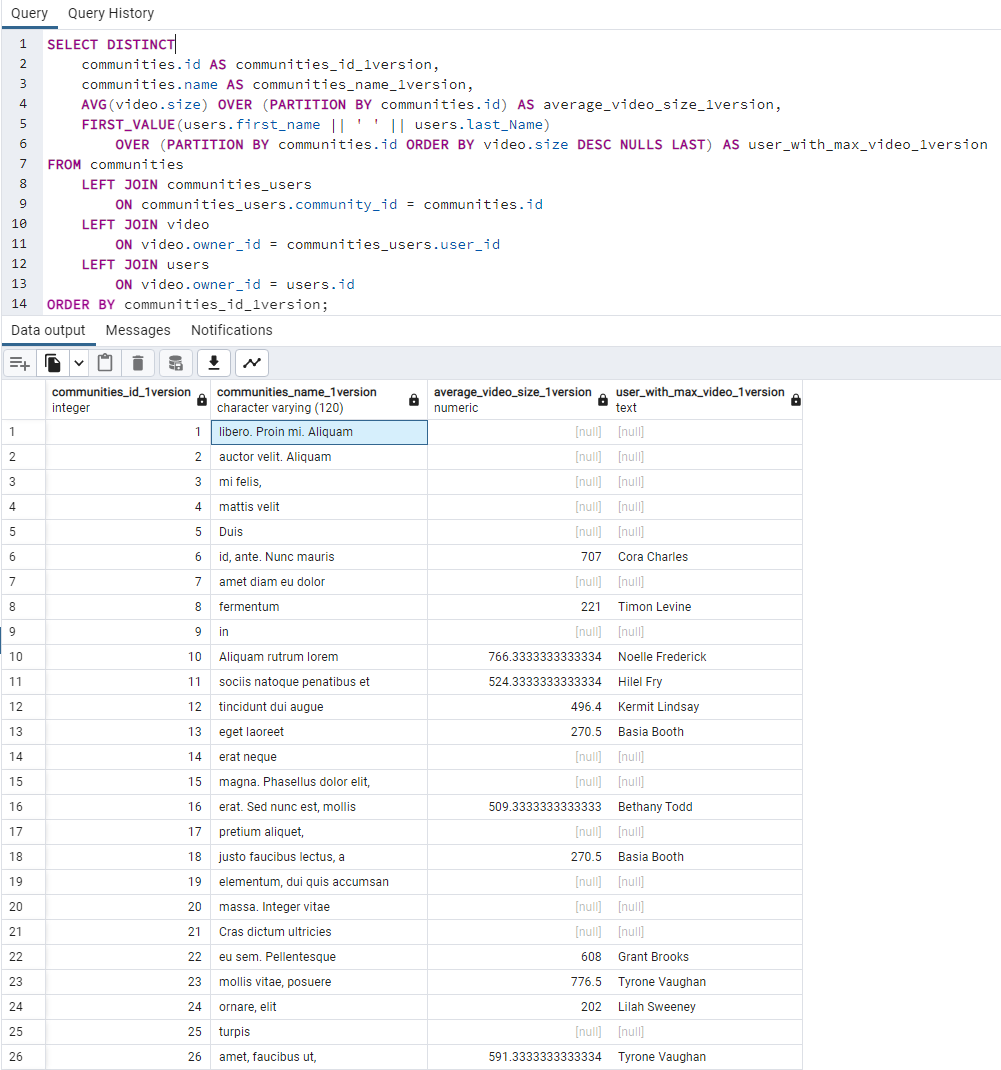 Query Query History
1 SELECT DISTINCT
2 communities.id AS communities_id_1version,
3 communities.name AS communities_name_1version,
4 AVG(video.size) OVER (PARTITION BY communities.id) AS average_video_size_1version,
5 FIRST_VALUE(users.first_name || ' ' || users.last_Name)
6 OVER (PARTITION BY communities.id ORDER BY video.size DESC NULLS LAST) AS user_with_max_video_1version
7 FROM communities
8 LEFT JOIN communities_users
9 ON communities_users.community_id = communities.id
10 LEFT JOIN video
11 ON video.owner_id = communities_users.user_id
12 LEFT JOIN users
13 ON video.owner_id = users.id
14 ORDER BY communities_id_1version;
Data output Messages Notifications
communities_id_1version communities_name_1version average_video_size_1version user_with_max_video_1version
integer character varying (120) numeric text
1 1 libero. Proin mi. Aliquam [null] [null]
2 2 auctor velit. Aliquam [null] [null]
3 3 mi felis, [null] [null]
4 4 mattis velit [null] [null]
5 5 Duis [null] [null]
6 6 id, ante. Nunc mauris 707 Cora Charles
7 7 amet diam eu dolor [null] [null]
8 8 fermentum 221 Timon Levine
9 9 in [null] [null]
10 10 Aliquam rutrum lorem 766.3333333333334 Noelle Frederick
11 11 sociis natoque penatibus et 524.3333333333334 Hilel Fry
12 12 tincidunt dui augue 496.4 Kermit Lindsay
13 13 eget laoreet 270.5 Basia Booth
14 14 erat neque [null] [null]
15 15 magna. Phasellus dolor elit, [null] [null]
16 16 erat. Sed nunc est, mollis 509.3333333333333 Bethany Todd
17 17 pretium aliquet, [null] [null]
18 18 justo faucibus lectus, a 270.5 Basia Booth
19 19 elementum, dui quis accumsan [null] [null]
20 20 massa. Integer vitae [null] [null]
21 21 Cras dictum ultricies [null] [null]
22 22 eu sem. Pellentesque 608 Grant Brooks
23 23 mollis vitae, posuere 776.5 Tyrone Vaughan
24 24 ornare, elit 202 Lilah Sweeney
25 25 turpis [null] [null]
26 26 amet, faucibus ut, 591.3333333333334 Tyrone Vaughan